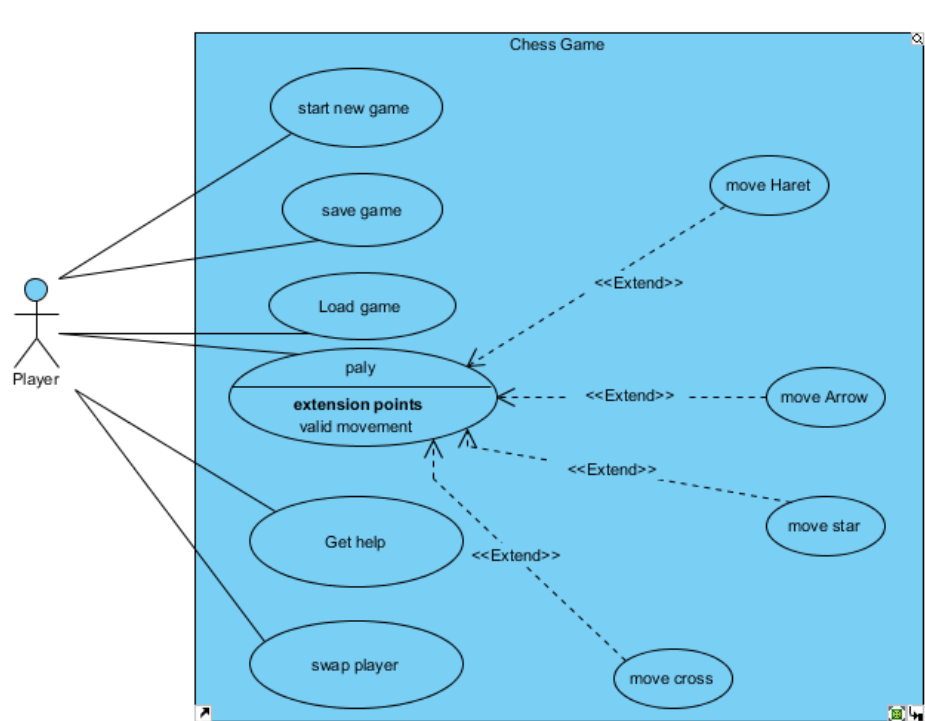 Chess Game
start new game
move Haret
save game
<<Extend>>
Load game
Player
paly
extension points
valid movement
<<Extend>>
move Arrow
<<Extend>>
move star
Get help
<<Extend>>
swap player
move cross